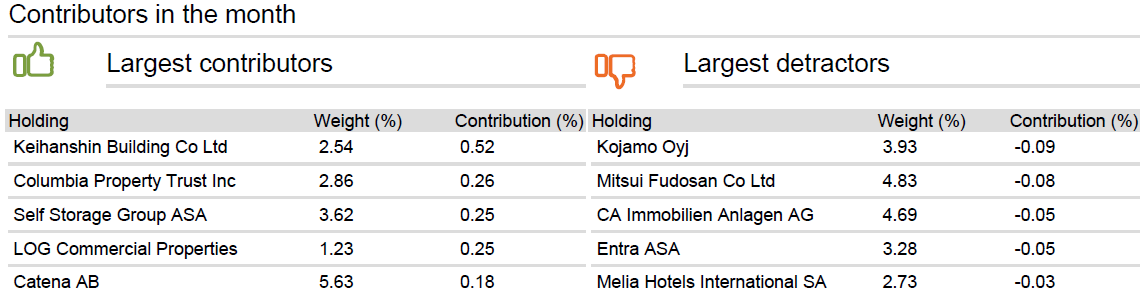 Contributors in the month
Largest contributors
Largest detractors
Holding Weight (%) Contribution (%) Holding Weight (%) Contribution (%)
Keihanshin Building Co Ltd 2.54 0.52 Kojamo Oyj 3.93 -0.09
Columbia Property Trust Inc 2.86 0.26 Mitsui Fudosan Co Ltd 4.83 -0.08
Self Storage Group ASA 3.62 0.25 CA Immobilien Anlagen AG 4.69 -0.05
LOG Commercial Properties 1.23 0.25 Entra ASA 3.28 -0.05
Catena AB 5.63 0.18 Melia Hotels International SA 2.73 -0.03